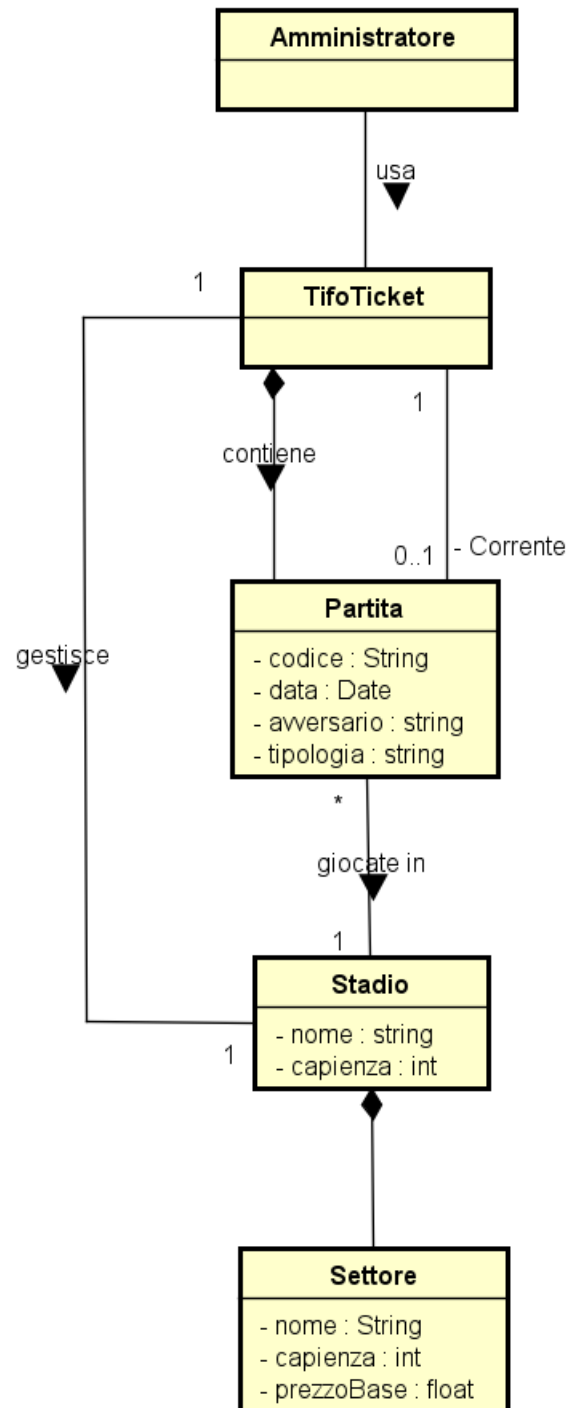 Amministratore
usa
1
TifoTicket
1
contiene
0..1
- Corrente
Partita
- codice : String
- data : Date
- avversario : string
- tipologia : string
gestisce
*
giocate in
1
Stadio
- nome : string
- capienza : int
1
Settore
- nome : String
- capienza : int
- prezzoBase : float